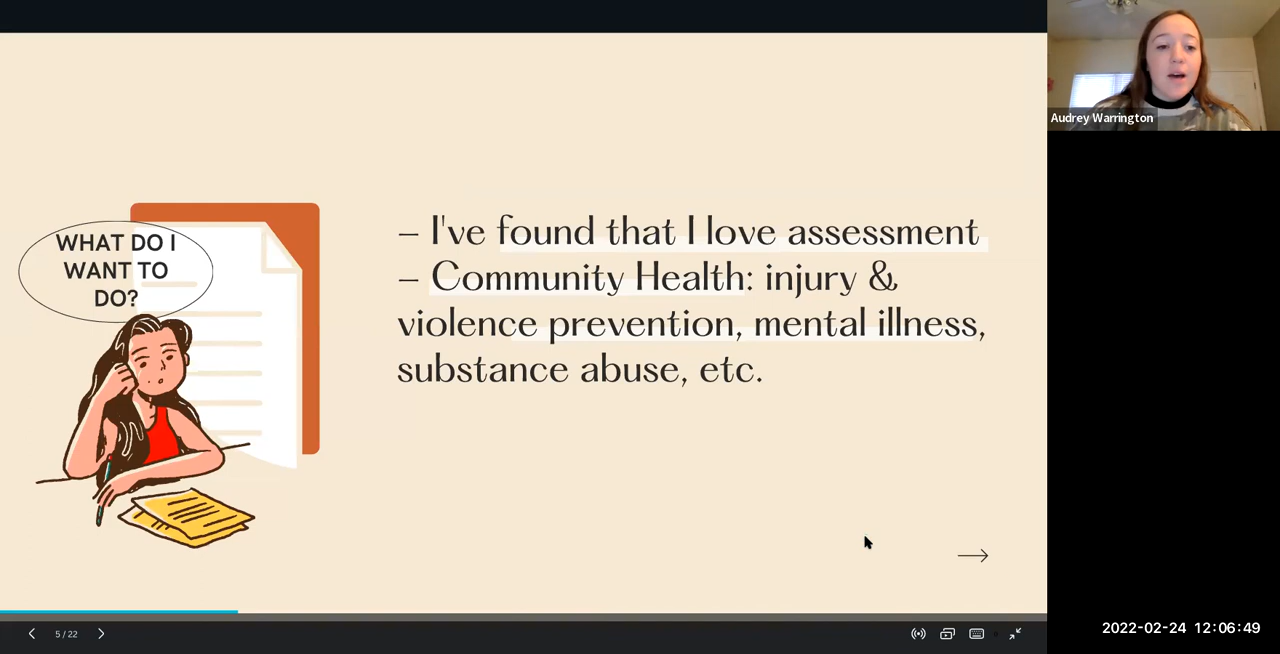 Audrey Warrington
WHAT DO I
WANT TO
DO?
– I've found that I love assessment
– Community Health: injury &
violence prevention, mental illness,
substance abuse, etc.
5 / 22
2022-02-24 12:06:49